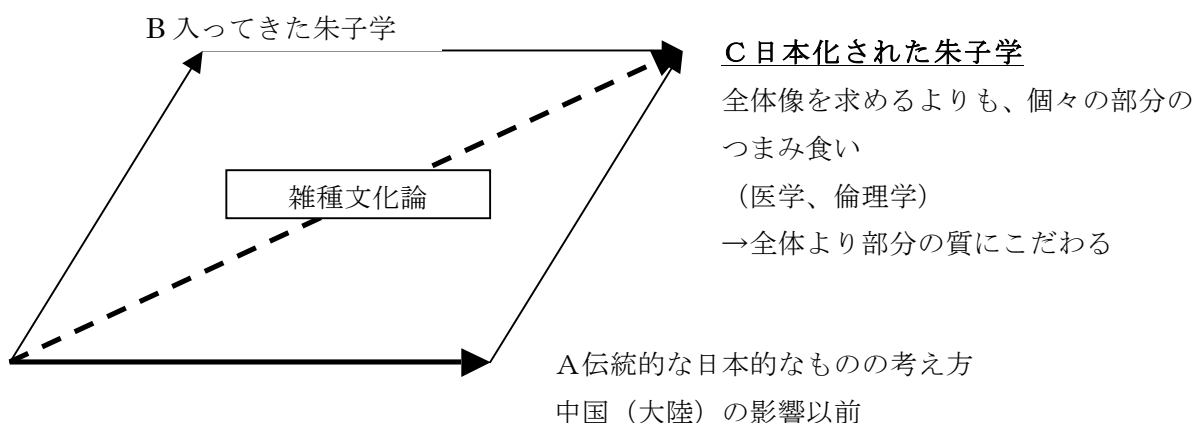 B 入ってきた朱子学
C日本化された朱子学
全体像を求めるよりも、個々の部分の
つまみ食い
（医学、倫理学）
→全体より部分の質にこだわる
雑種文化論
A伝統的な日本的なものの考え方
中国（大陸）の影響以前